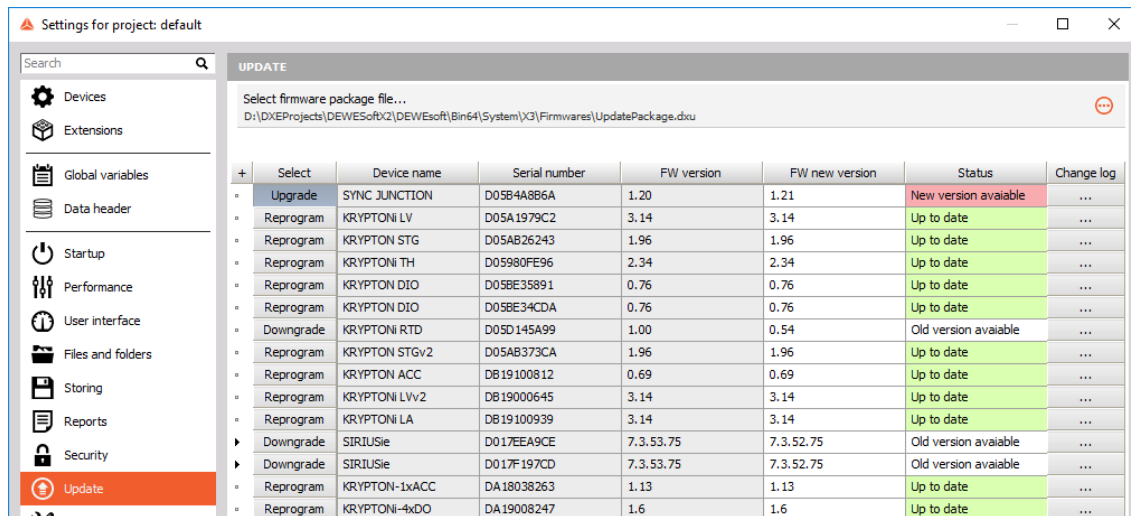 Settings for project: default
Search
UPDATE
Devices
Extensions
Global variables
Data header
Startup
Performance
User interface
Files and folders
Storing
Reports
Security
Update
Select firmware package file...
D:\DXEProjects\DEWESoftX2\DEWEsoft\Bin64\System\X3\Firmwares\UpdatePackage.dxu
+ Select Device name Serial number FW version FW new version Status Change log
Upgrade SYNC JUNCTION D05B4A8B6A 1.20 1.21 New version avaiable ...
Reprogram KRYPTONi LV D05A1979C2 3.14 3.14 Up to date ...
Reprogram KRYPTON STG D05AB26243 1.96 1.96 Up to date ...
Reprogram KRYPTONi TH D05980FE96 2.34 2.34 Up to date ...
Reprogram KRYPTON DIO D05BE35891 0.76 0.76 Up to date ...
Reprogram KRYPTON DIO D05BE34CDA 0.76 0.76 Up to date ...
Downgrade KRYPTONi RTD D05D145A99 1.00 0.54 Old version avaiable ...
Reprogram KRYPTON STGv2 D05AB373CA 1.96 1.96 Up to date ...
Reprogram KRYPTON ACC DB19100812 0.69 0.69 Up to date ...
Reprogram KRYPTONi LVv2 DB19000645 3.14 3.14 Up to date ...
Reprogram KRYPTONi LA DB19100939 3.14 3.14 Up to date ...
Downgrade SIRIUSie D017EEA9CE 7.3.53.75 7.3.52.75 Old version avaiable ...
Downgrade SIRIUSie D017F197CD 7.3.53.75 7.3.52.75 Old version avaiable ...
Reprogram KRYPTON-1xACC DA18038263 1.13 1.13 Up to date ...
Reprogram KRYPTONi-4xDO DA19008247 1.6 1.6 Up to date ...